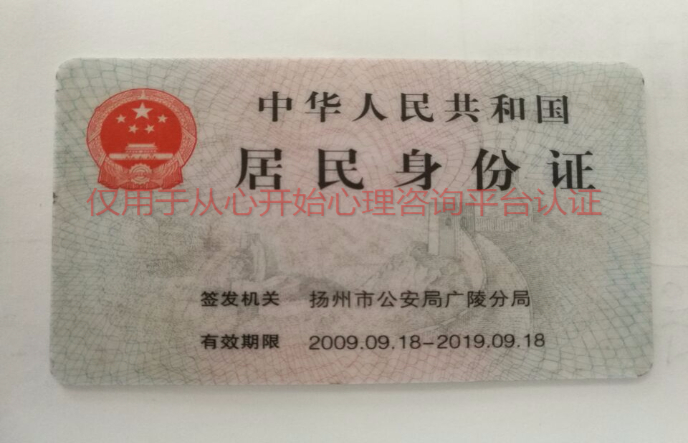 中华人民共和国
居民身份证
仅用于从心开始心理咨询平台认证
签发机关 扬州市公安局广陵分局
有效期限 2009.09.18-2019.09.18